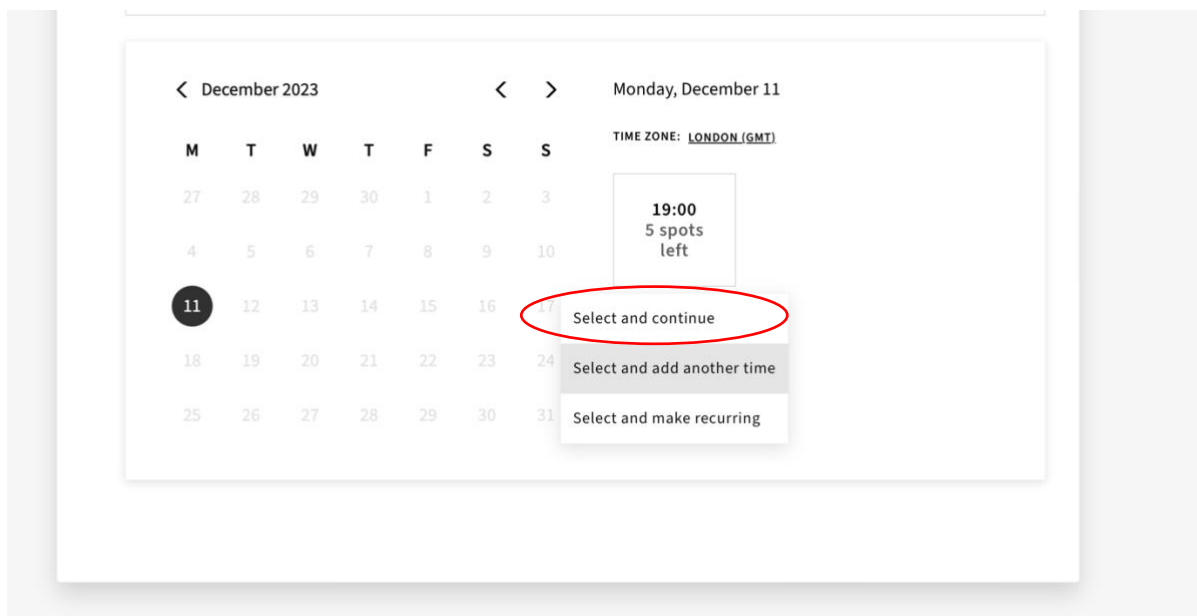 December 2023
M T W T F S S
27 28 29 30 1 2 3
4 5 6 7 8 9 10
11 12 13 14 15 16 17
18 19 20 21 22 23 24
25 26 27 28 29 30 31
Monday, December 11
TIME ZONE: LONDON (GMT)
19:00
5 spots
left
Select and continue
Select and add another time
Select and make recurring